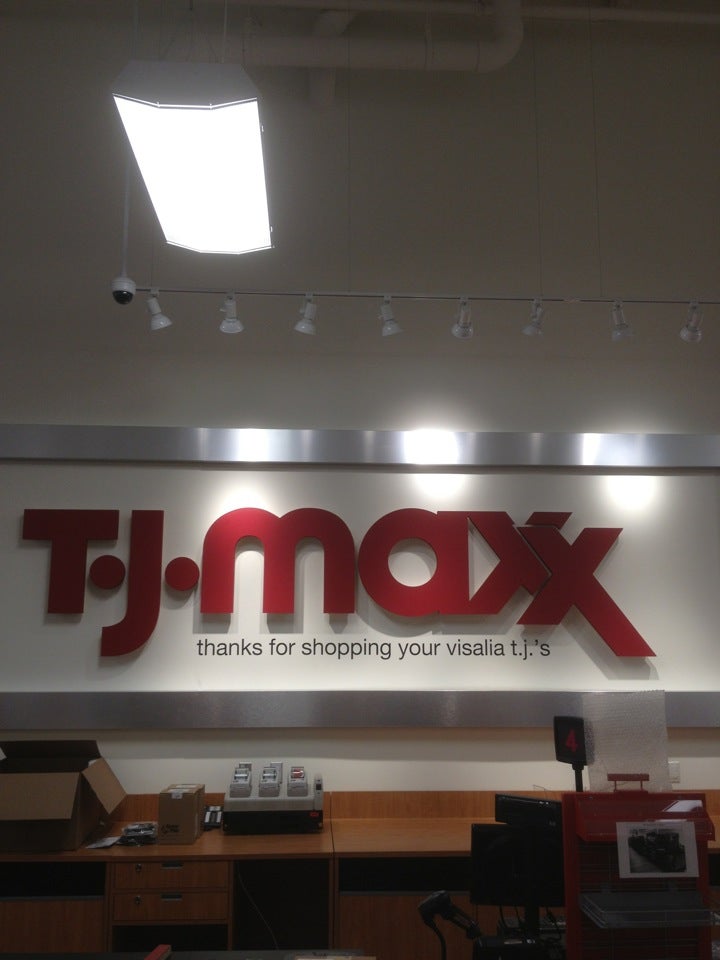 T.J.maxx
thanks for shopping your visalia t.j.'s
4